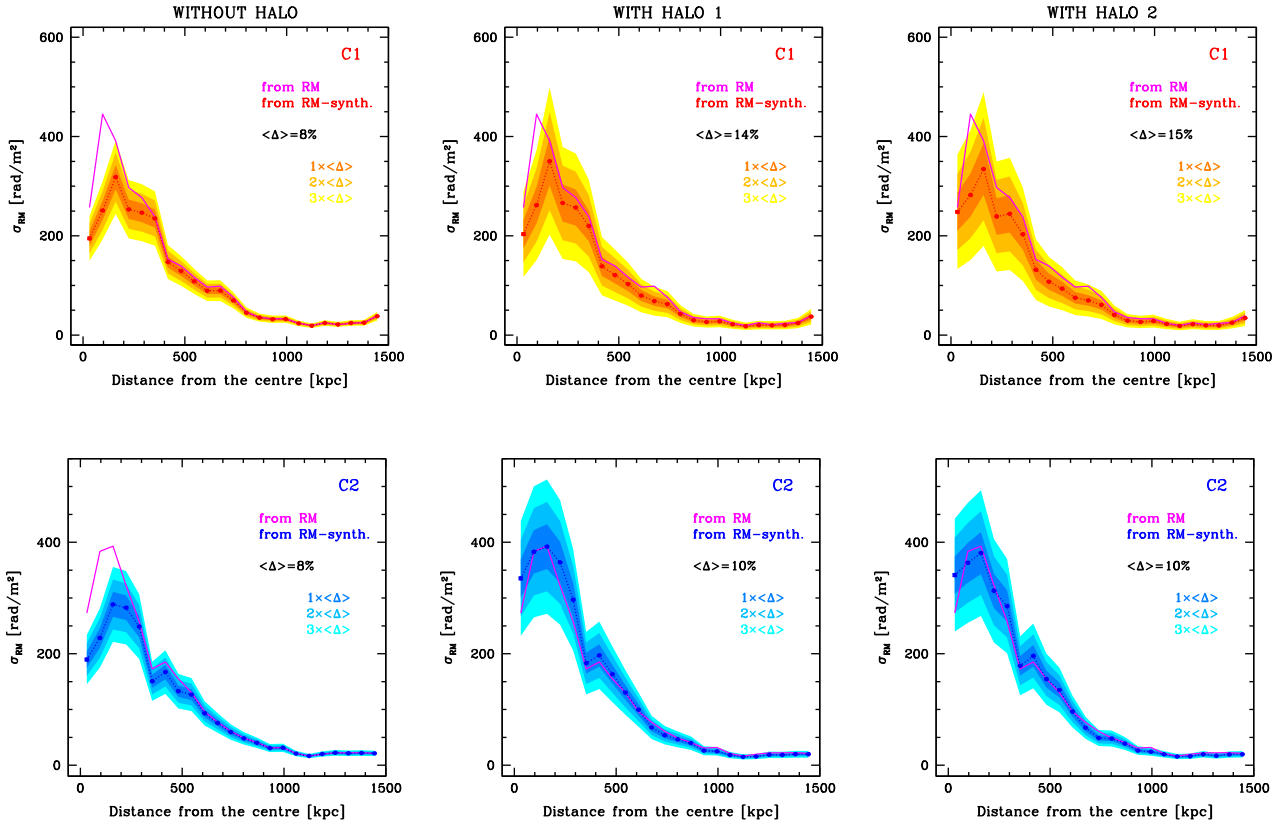 WITHOUT HALO
WITH HALO 1
WITH HALO 2
600
400
200
0
σRM [rad/m²]
C1
from RM
from RM-synth.
<Δ>=8%
1×<Δ>
2×<Δ>
3×<Δ>
0 500 1000 1500
Distance from the centre [kpc]
600
400
200
0
σRM [rad/m²]
C1
from RM
from RM-synth.
<Δ>=14%
1×<Δ>
2×<Δ>
3×<Δ>
0 500 1000 1500
Distance from the centre [kpc]
600
400
200
0
σRM [rad/m²]
C1
from RM
from RM-synth.
<Δ>=15%
1×<Δ>
2×<Δ>
3×<Δ>
0 500 1000 1500
Distance from the centre [kpc]
400
200
0
σRM [rad/m²]
C2
from RM
from RM-synth.
<Δ>=8%
1×<Δ>
2×<Δ>
3×<Δ>
0 500 1000 1500
Distance from the centre [kpc]
400
200
0
σRM [rad/m²]
C2
from RM
from RM-synth.
<Δ>=10%
1×<Δ>
2×<Δ>
3×<Δ>
0 500 1000 1500
Distance from the centre [kpc]
400
200
0
σRM [rad/m²]
C2
from RM
from RM-synth.
<Δ>=10%
1×<Δ>
2×<Δ>
3×<Δ>
0 500 1000 1500
Distance from the centre [kpc]